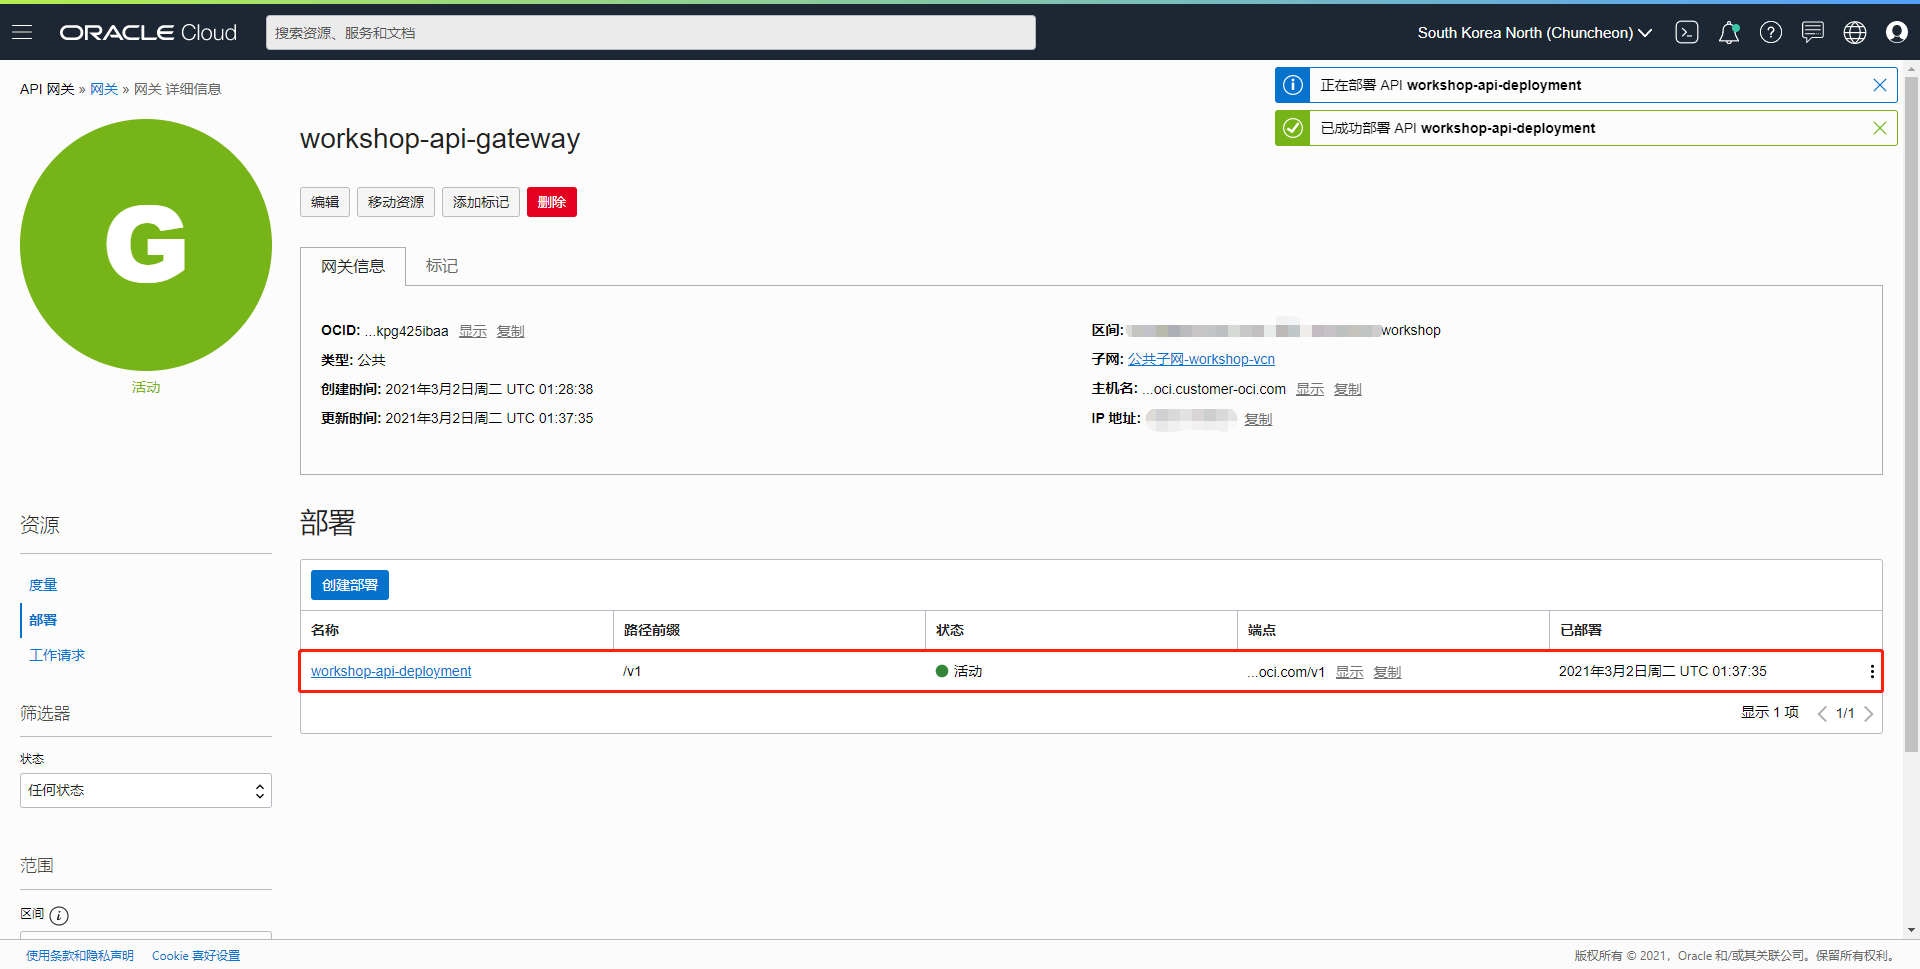 ORACLE Cloud
搜索资源、服务和文档
South Korea North (Chuncheon)
API 网关 » 网关 » 网关 详细信息
正在部署 API workshop-api-deployment
已成功部署 API workshop-api-deployment
G
活动
workshop-api-gateway
编辑 移动资源 添加标记 删除
网关信息 标记
OCID: ...kpg425ibaa 显示 复制
类型: 公共
创建时间: 2021年3月2日周二 UTC 01:28:38
更新时间: 2021年3月2日周二 UTC 01:37:35
区间: workshop
子网: 公共子网-workshop-vcn
主机名: ...oci.customer-oci.com 显示 复制
IP 地址: 复制
资源
度量
部署
工作请求
部署
创建部署
名称 路径前缀 状态 端点 已部署
workshop-api-deployment /v1 活动 ...oci.com/v1 显示 复制 2021年3月2日周二 UTC 01:37:35
显示 1 项 1/1
筛选器
状态
任何状态
范围
区间
使用条款和隐私声明 Cookie 喜好设置
版权所有 © 2021，Oracle 和/或其关联公司。保留所有权利。